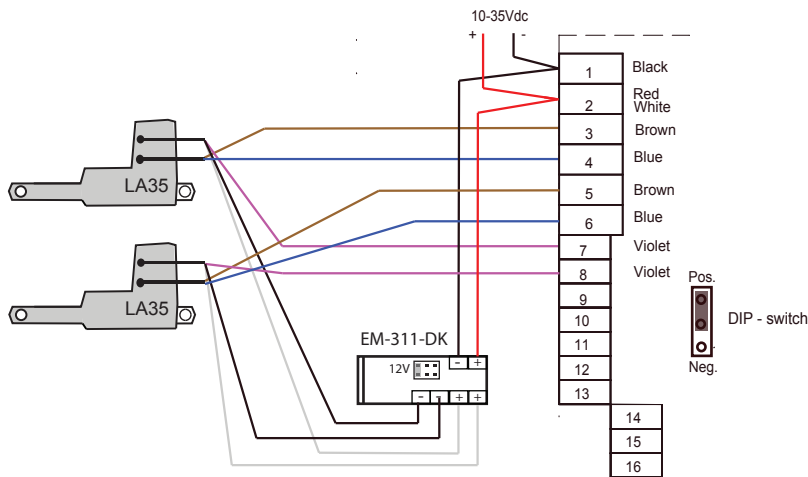 10-35Vdc
+ -
1 Black
2 Red
White
3 Brown
4 Blue
5 Brown
6 Blue
7 Violet
8 Violet
9
10
11
12
13
14
15
16
LA35
LA35
EM-311-DK
12V
- +
- - + +
Pos.
DIP - switch
Neg.